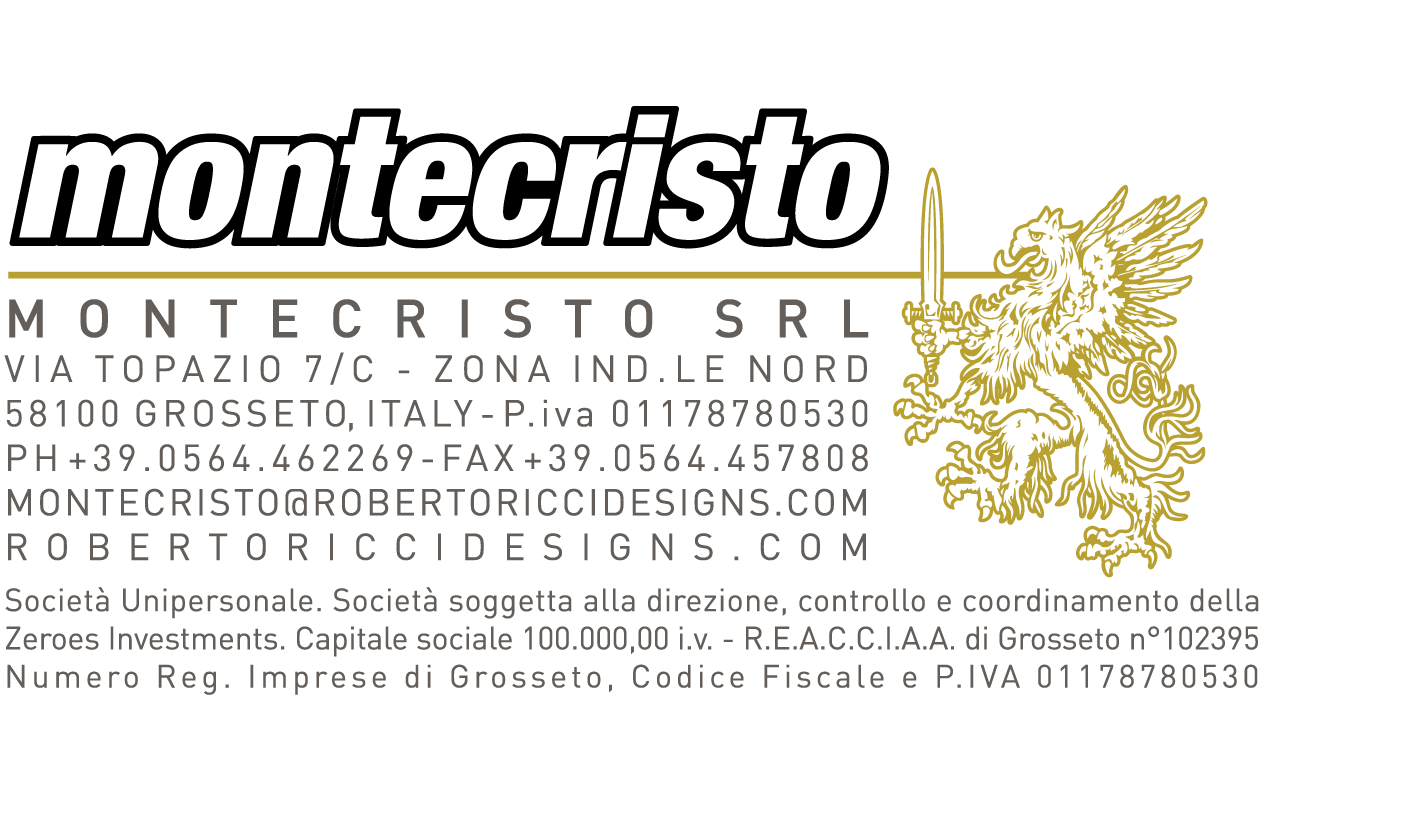 montecristo
MONTECRISTO SRL
VIA TOPAZIO 7/C - ZONA IND.LE NORD
58100 GROSSETO, ITALY-P.iva 01178780530
PH+39.0564.462269-FAX+39.0564.457808
MONTECRISTO@ROBERTORICCIDESIGNS.COM
ROBERTORICCIDESIGNS.COM
Società Unipersonale. Società soggetta alla direzione, controllo e coordinamento della
Zeroes Investments. Capitale sociale 100.000,00 i.v. - R.E.A.C.C.I.A.A. di Grosseto n°102395
Numero Reg. Imprese di Grosseto, Codice Fiscale e P.IVA 01178780530